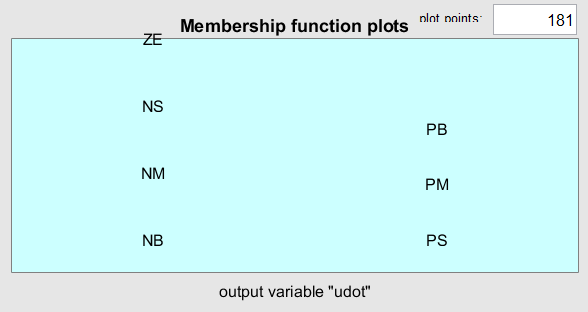 Membership function plots
plot points:
181
ZE
NS
PB
NM
PM
NB
PS
output variable "udot"